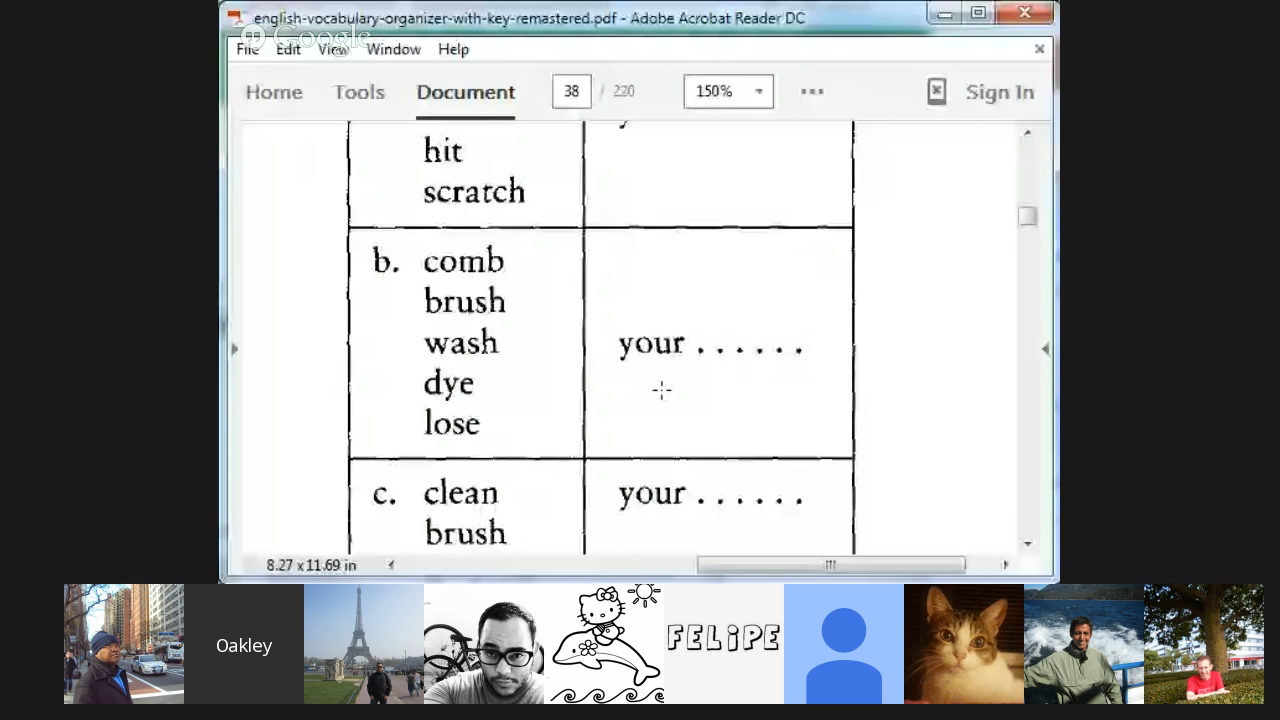 english-vocabulary-organizer-with-key-remastered.pdf - Adobe Acrobat Reader DC
Google
File Edit View Window Help
Home Tools Document 38 / 220 150% Sign In
hit
scratch
b. comb
brush
wash your . . . . . .
dye
lose
c. clean your . . . . . .
brush
8.27 x 11.69 in
Oakley
FELIPE